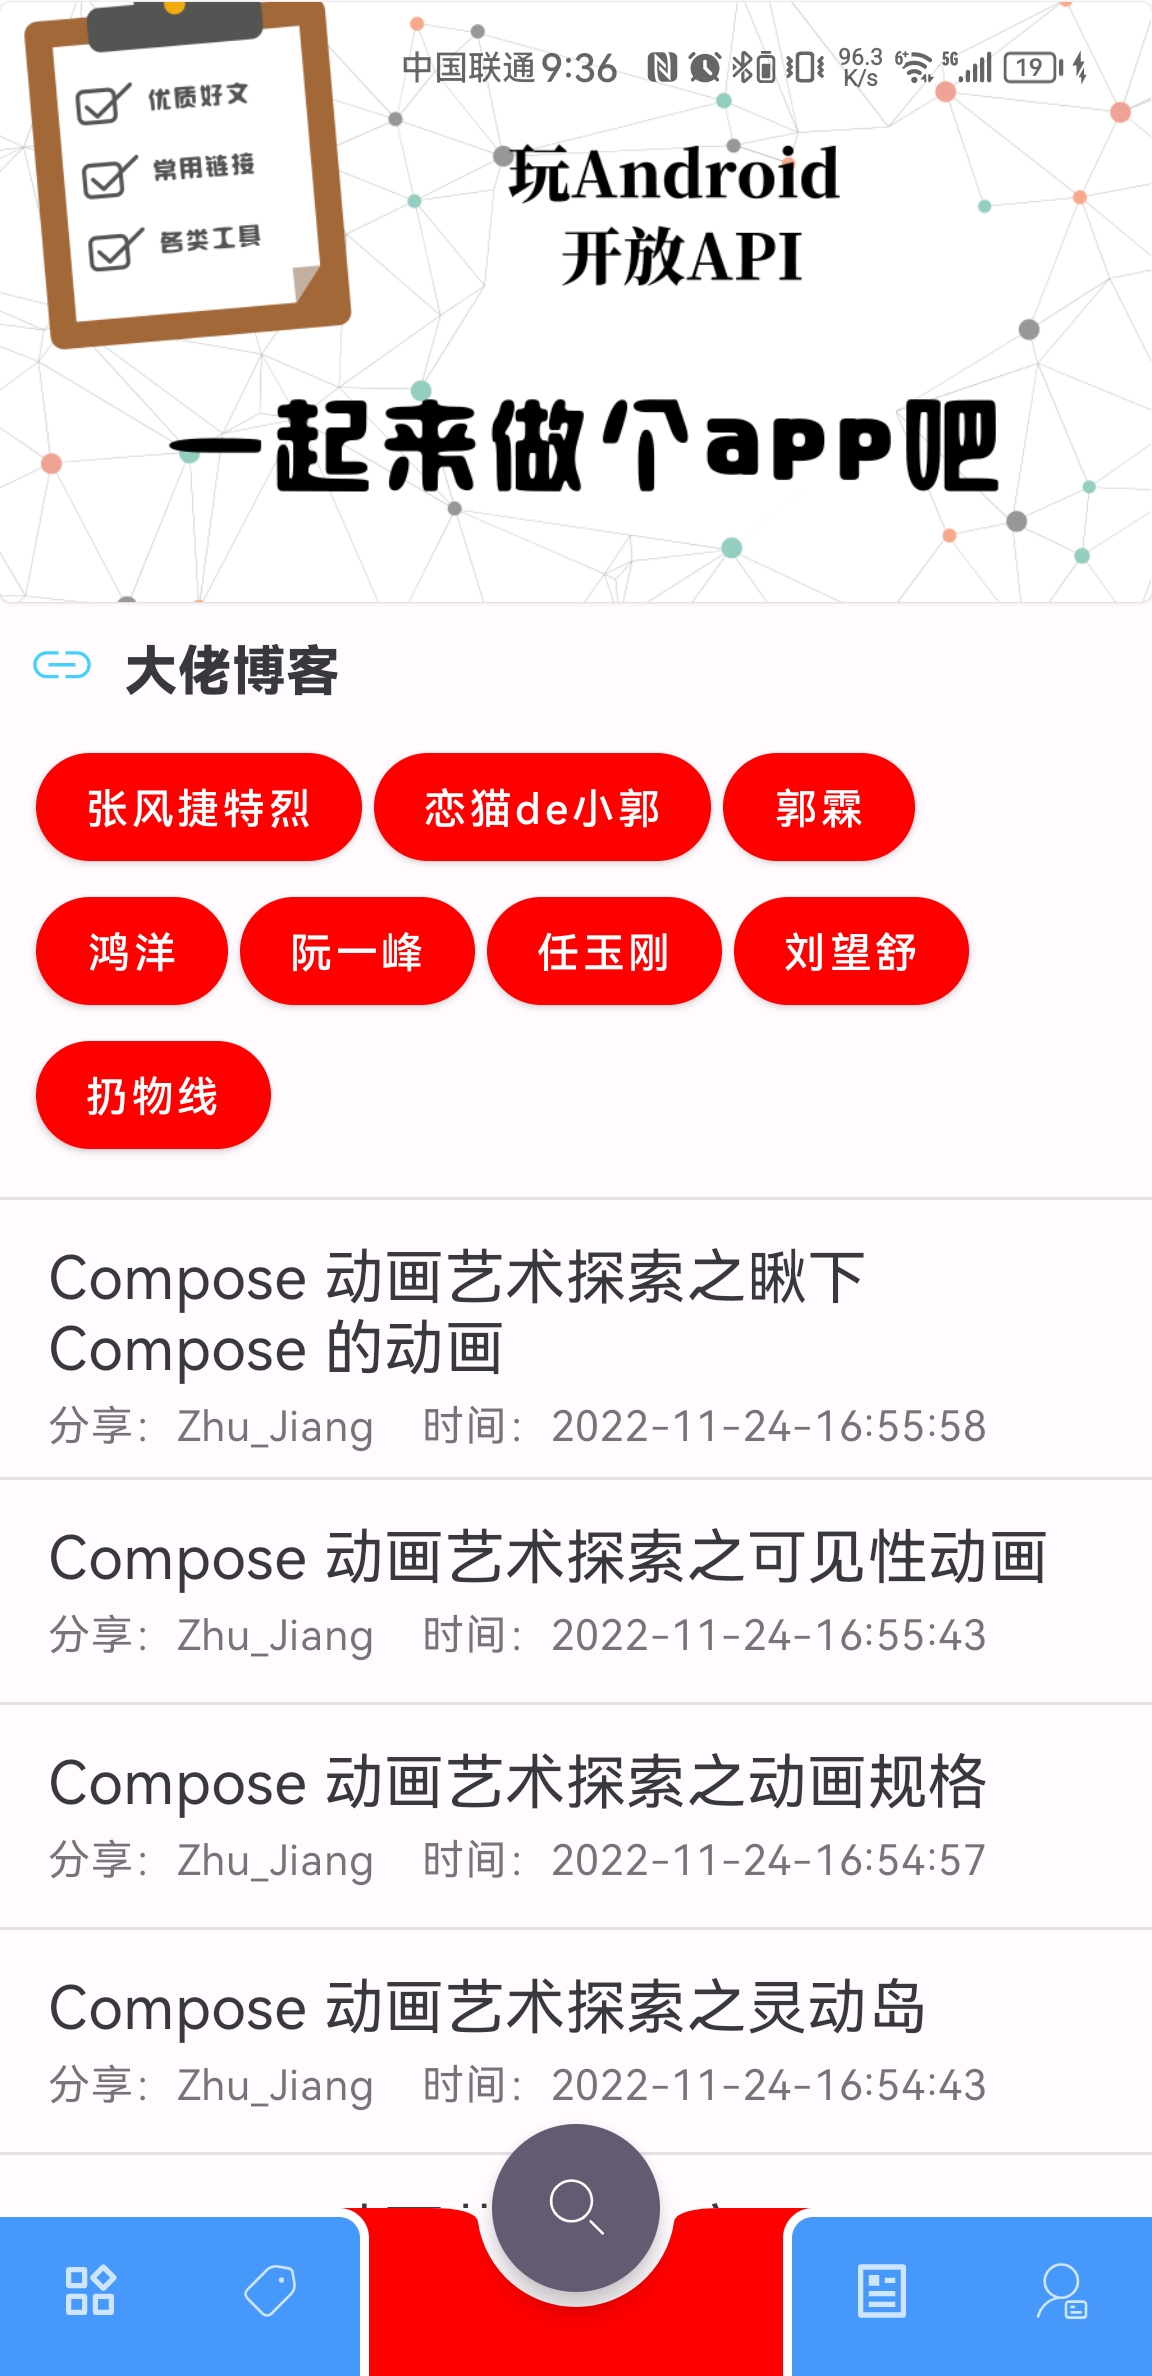 中国联通 9:36 96.3 K/s 6+ 5G 19
优质好文
常用链接
各类工具
玩Android
开放API
一起来做个app吧
大佬博客
张风捷特烈 恋猫de小郭 郭霖
鸿洋 阮一峰 任玉刚 刘望舒
扔物线
Compose 动画艺术探索之瞅下
Compose 的动画
分享： Zhu_Jiang 时间： 2022-11-24-16:55:58
Compose 动画艺术探索之可见性动画
分享： Zhu_Jiang 时间： 2022-11-24-16:55:43
Compose 动画艺术探索之动画规格
分享： Zhu_Jiang 时间： 2022-11-24-16:54:57
Compose 动画艺术探索之灵动岛
分享： Zhu_Jiang 时间： 2022-11-24-16:54:43